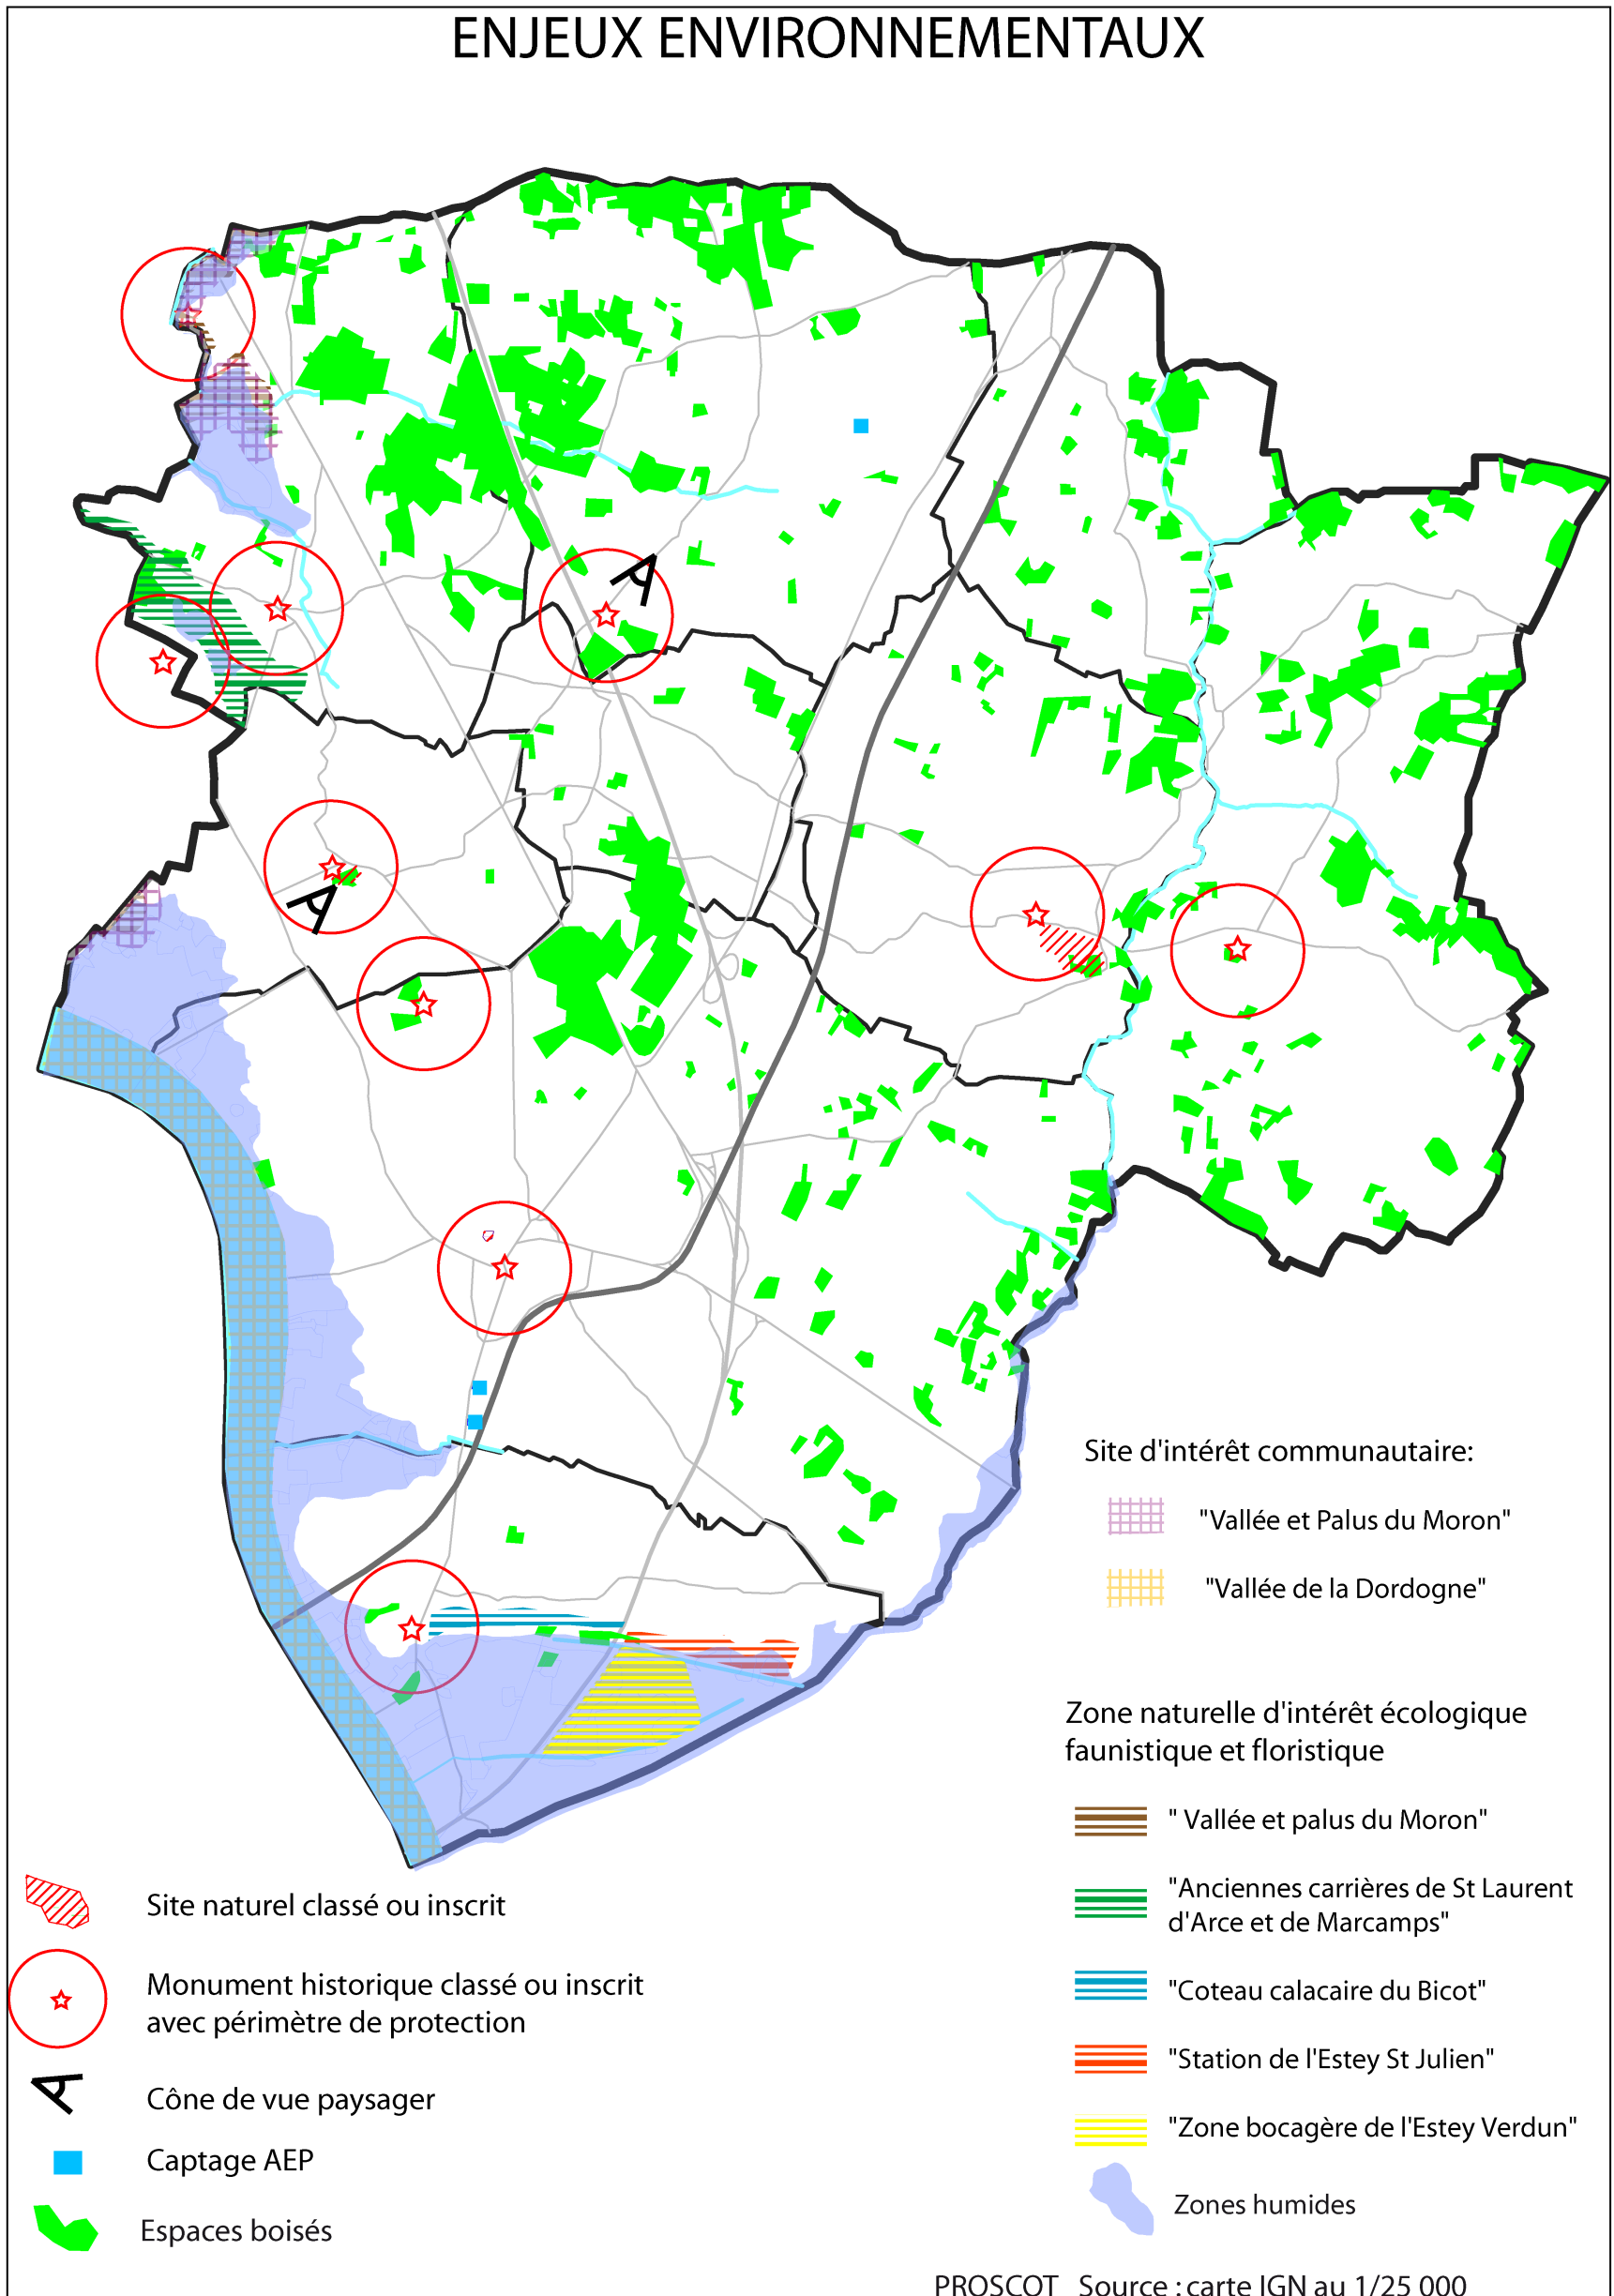 ENJEUX ENVIRONNEMENTAUX
Site d'intérêt communautaire:
"Vallée et Palus du Moron"
"Vallée de la Dordogne"
Zone naturelle d'intérêt écologique
faunistique et floristique
" Vallée et palus du Moron"
"Anciennes carrières de St Laurent
d'Arce et de Marcamps"
"Coteau calacaire du Bicot"
"Station de l'Estey St Julien"
"Zone bocagère de l'Estey Verdun"
Zones humides
Site naturel classé ou inscrit
Monument historique classé ou inscrit
avec périmètre de protection
Cône de vue paysager
Captage AEP
Espaces boisés
PROSCOT Source : carte IGN au 1/25 000